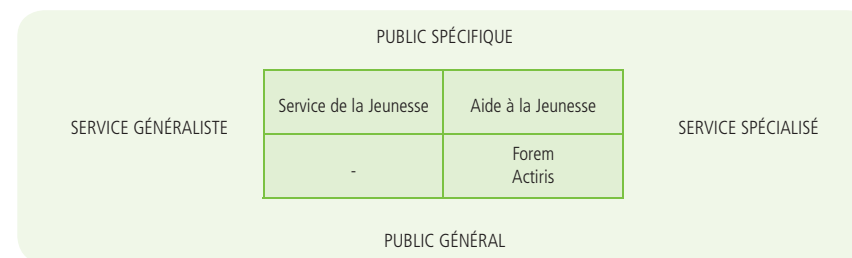 PUBLIC SPÉCIFIQUE
SERVICE GÉNÉRALISTE
Service de la Jeunesse
Aide à la Jeunesse
SERVICE SPÉCIALISÉ
-
Forem
Actiris
PUBLIC GÉNÉRAL